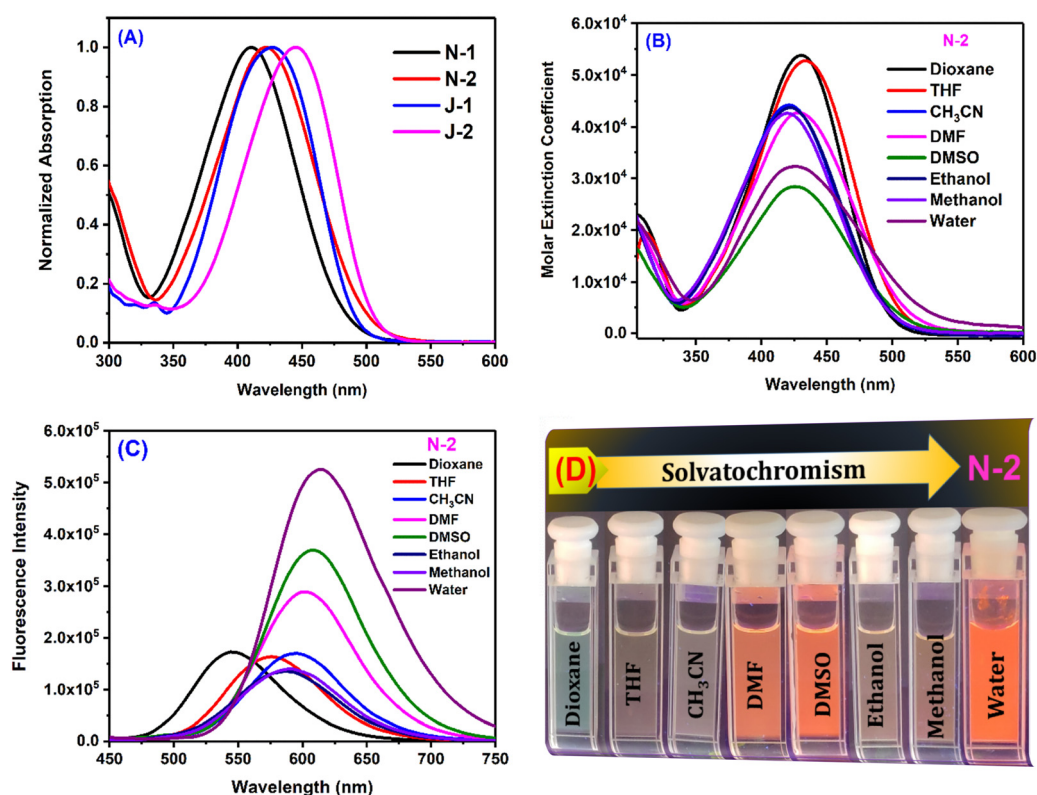 (A)
N-1
N-2
J-1
J-2
Normalized Absorption
1.0
0.8
0.6
0.4
0.2
0.0
300 350 400 450 500 550 600
Wavelength (nm)
(B)
N-2
Dioxane
THF
CH₃CN
DMF
DMSO
Ethanol
Methanol
Water
Molar Extinction Coefficient
6.0x10⁴
5.0x10⁴
4.0x10⁴
3.0x10⁴
2.0x10⁴
1.0x10⁴
0.0
350 400 450 500 550 600
Wavelength (nm)
(C)
N-2
Dioxane
THF
CH₃CN
DMF
DMSO
Ethanol
Methanol
Water
Fluorescence Intensity
6.0x10⁵
5.0x10⁵
4.0x10⁵
3.0x10⁵
2.0x10⁵
1.0x10⁵
0.0
450 500 550 600 650 700 750
Wavelength (nm)
(D) Solvatochromism N-2
Dioxane
THF
CH₃CN
DMF
DMSO
Ethanol
Methanol
Water